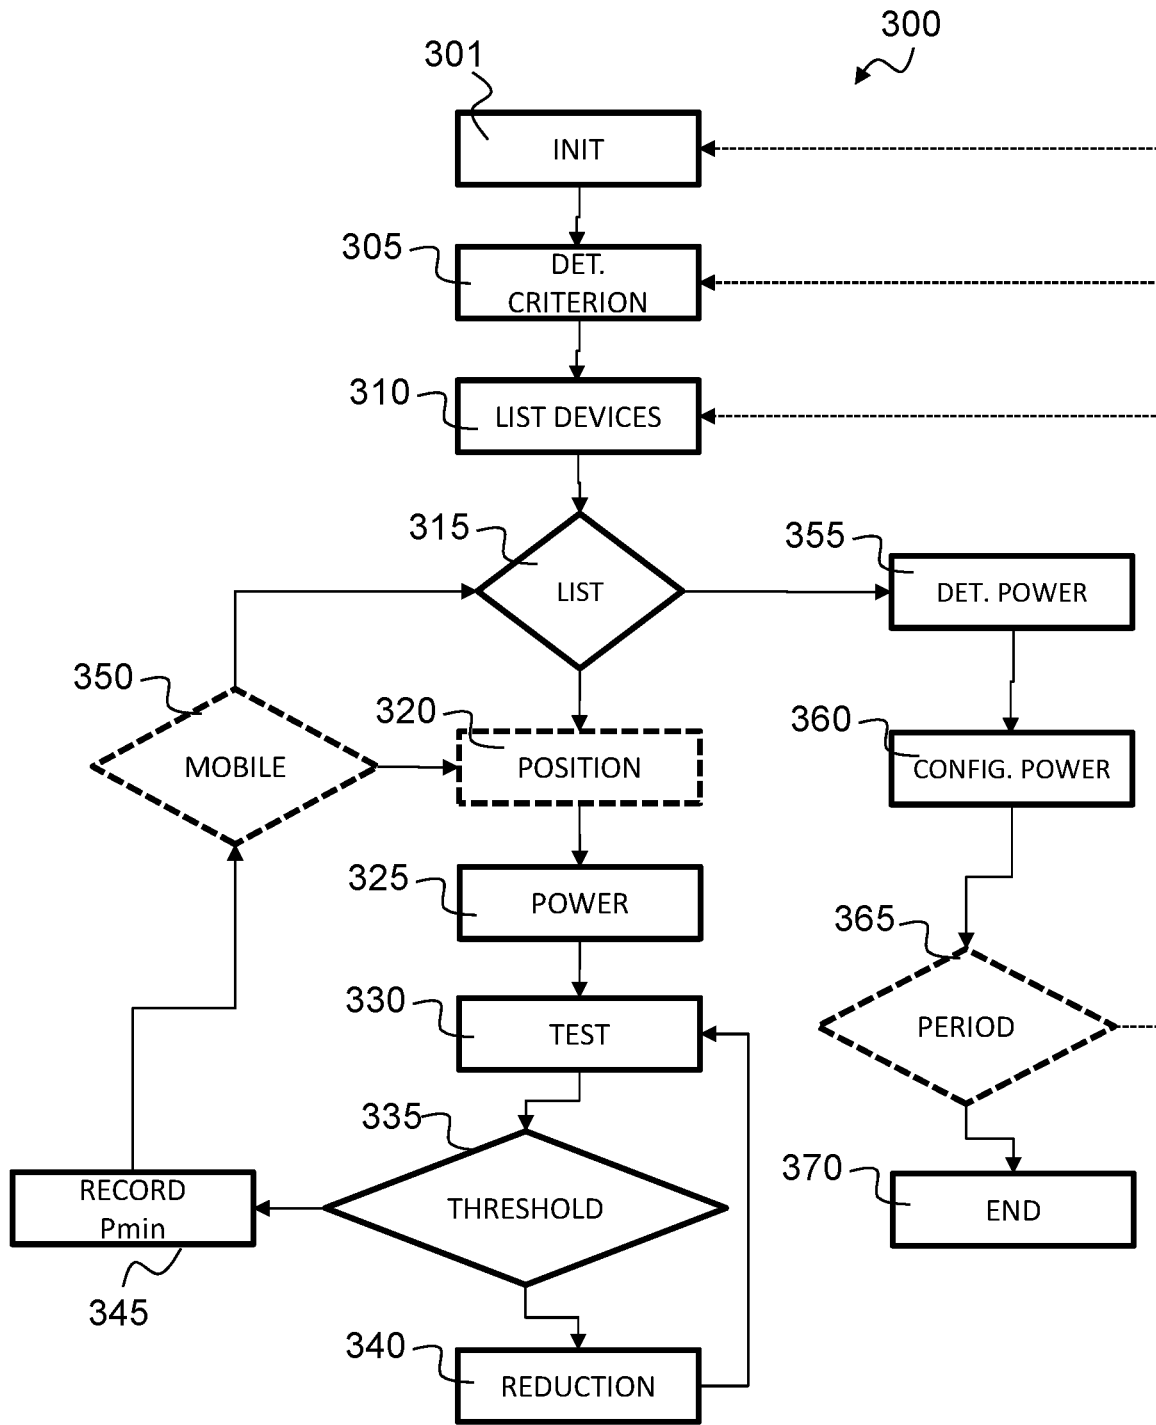 300
301
INIT
305
DET.
CRITERION
310
LIST DEVICES
315
LIST
355
DET. POWER
350
MOBILE
320
POSITION
360
CONFIG. POWER
325
POWER
365
PERIOD
330
TEST
335
THRESHOLD
RECORD
Pmin
345
370
END
340
REDUCTION